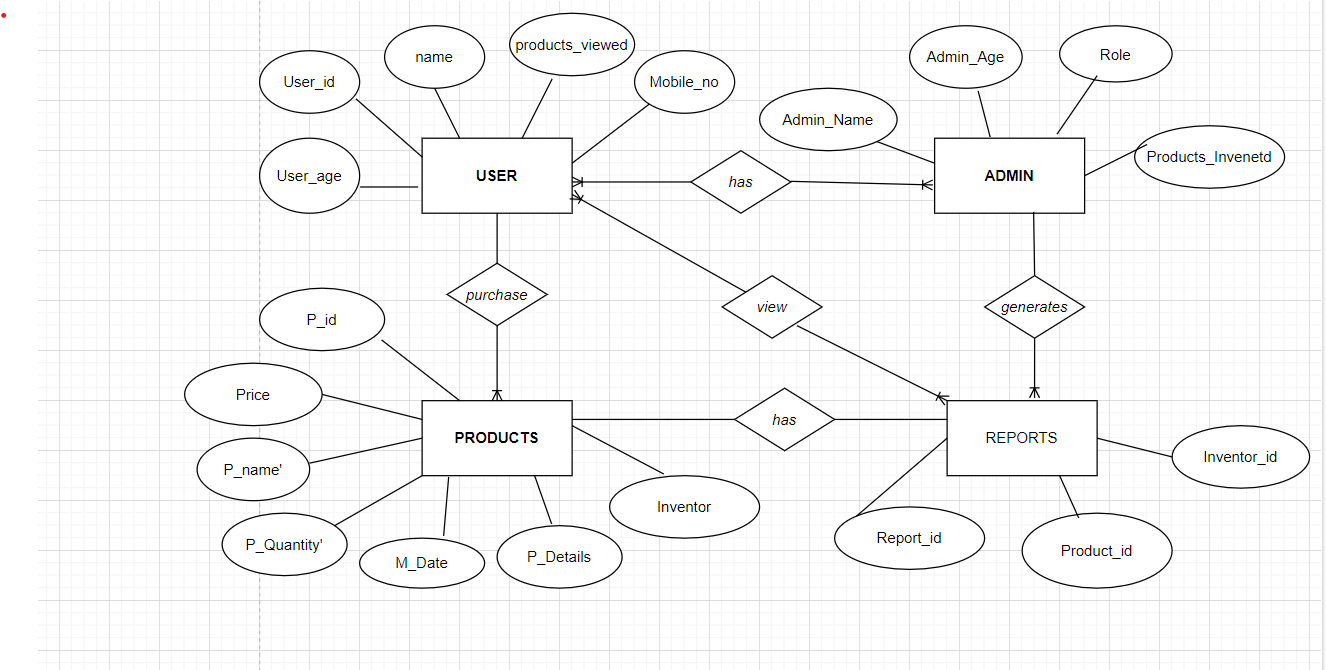 products_viewed
name
Admin_Age
Role
User_id
Mobile_no
Admin_Name
Products_Invenetd
User_age
USER
has
ADMIN
purchase
view
generates
P_id
Price
PRODUCTS
has
REPORTS
P_name'
Inventor_id
Inventor
P_Quantity'
M_Date
P_Details
Report_id
Product_id